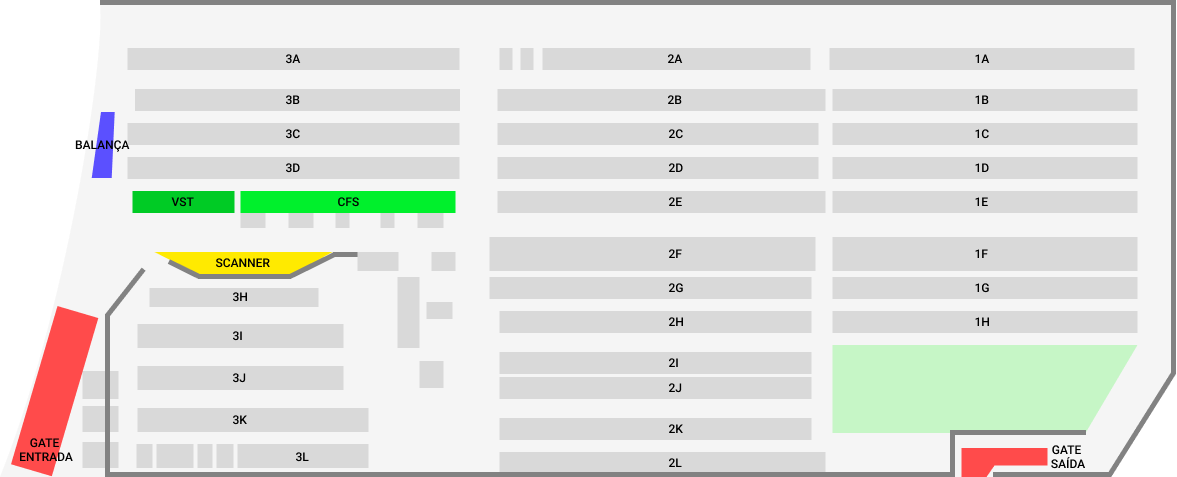 3A
2A
1A
3B
2B
1B
3C
2C
1C
BALANÇA
3D
2D
1D
VST
CFS
2E
1E
2F
1F
SCANNER
2G
1G
3H
2H
1H
3I
2I
3J
2J
3K
2K
GATE
ENTRADA
3L
2L
GATE
SAÍDA